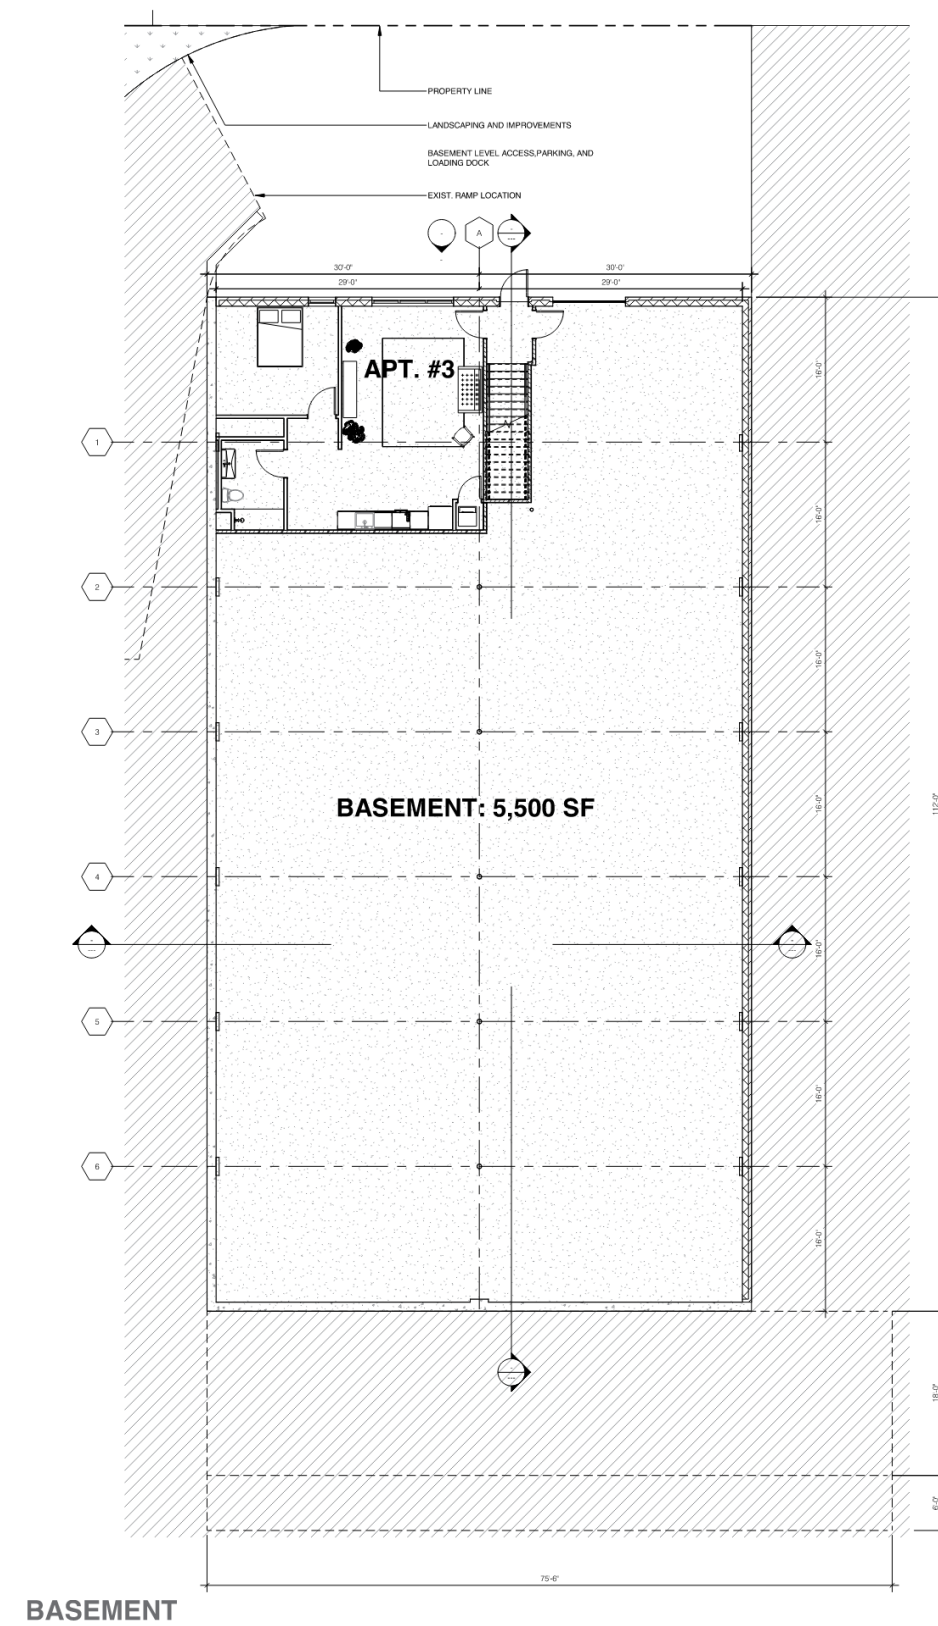 PROPERTY LINE
LANDSCAPING AND IMPROVEMENTS
BASEMENT LEVEL ACCESS,PARKING, AND
LOADING DOCK
EXIST. RAMP LOCATION
A
30'-0" 30'-0'
29'-0" 29'-0'
APT. #3
16'-0'
1
16'-0"
2
16'-0"
3
BASEMENT: 5,500 SF
16'-0"
112'-0"
4
16'-0"
5
16'-0'
6
16'-0'
18'-0"
6'-0"
75'-6"
BASEMENT